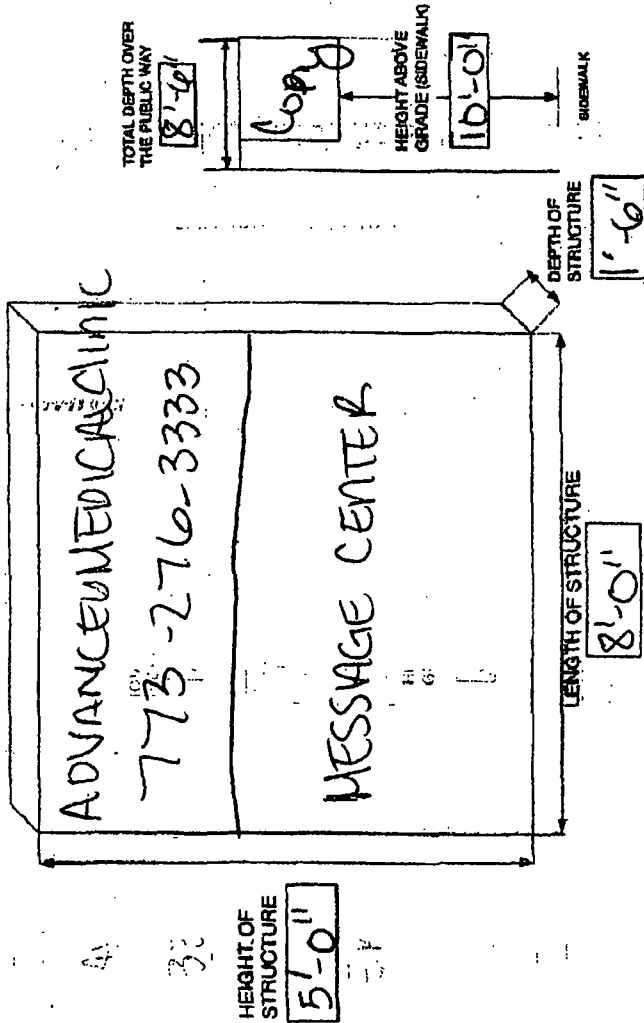 ADVANCED MEDICAL Clinic
773-276-3333
MESSAGE CENTER
HEIGHT OF
STRUCTURE
5'-0"
LENGTH OF STRUCTURE
8'-0"
DEPTH OF
STRUCTURE
1'-6"
TOTAL DEPTH OVER
THE PUBLIC WAY
8'-6"
Copy
HEIGHT ABOVE
GRADE (SIDEWALK)
10'-0"
SIDEWALK